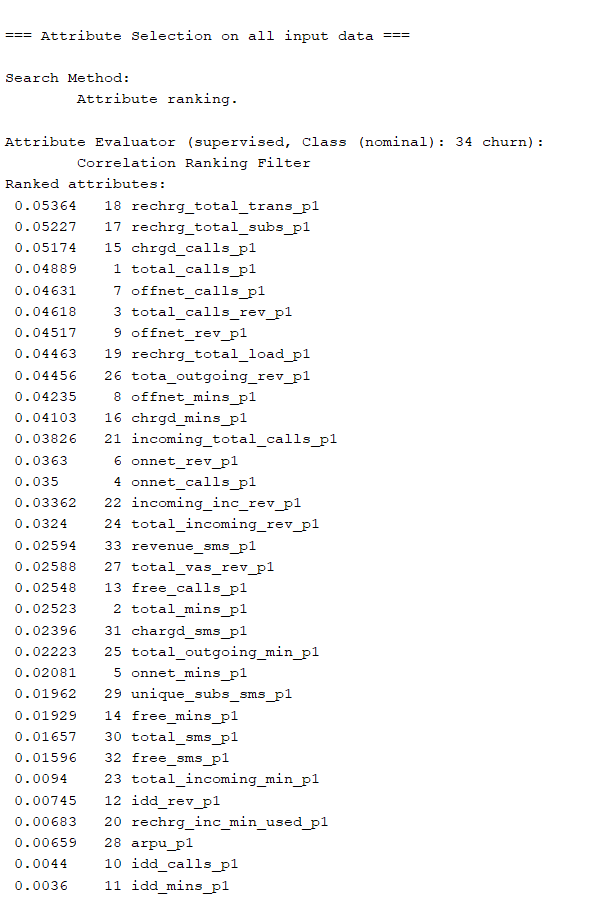 === Attribute Selection on all input data ===
Search Method:
Attribute ranking.
Attribute Evaluator (supervised, Class (nominal): 34 churn):
Correlation Ranking Filter
Ranked attributes:
0.05364 18 rechrg_total_trans_p1
0.05227 17 rechrg_total_subs_p1
0.05174 15 chrgd_calls_p1
0.04889 1 total_calls_p1
0.04631 7 offnet_calls_p1
0.04618 3 total_calls_rev_p1
0.04517 9 offnet_rev_p1
0.04463 19 rechrg_total_load_p1
0.04456 26 tota_outgoing_rev_p1
0.04235 8 offnet_mins_p1
0.04103 16 chrgd_mins_p1
0.03826 21 incoming_total_calls_p1
0.0363 6 onnet_rev_p1
0.035 4 onnet_calls_p1
0.03362 22 incoming_inc_rev_p1
0.0324 24 total_incoming_rev_p1
0.02594 33 revenue_sms_p1
0.02588 27 total_vas_rev_p1
0.02548 13 free_calls_p1
0.02523 2 total_mins_p1
0.02396 31 chargd_sms_p1
0.02223 25 total_outgoing_min_p1
0.02081 5 onnet_mins_p1
0.01962 29 unique_subs_sms_p1
0.01929 14 free_mins_p1
0.01657 30 total_sms_p1
0.01596 32 free_sms_p1
0.0094 23 total_incoming_min_p1
0.00745 12 idd_rev_p1
0.00683 20 rechrg_inc_min_used_p1
0.00659 28 arpu_p1
0.0044 10 idd_calls_p1
0.0036 11 idd_mins_p1